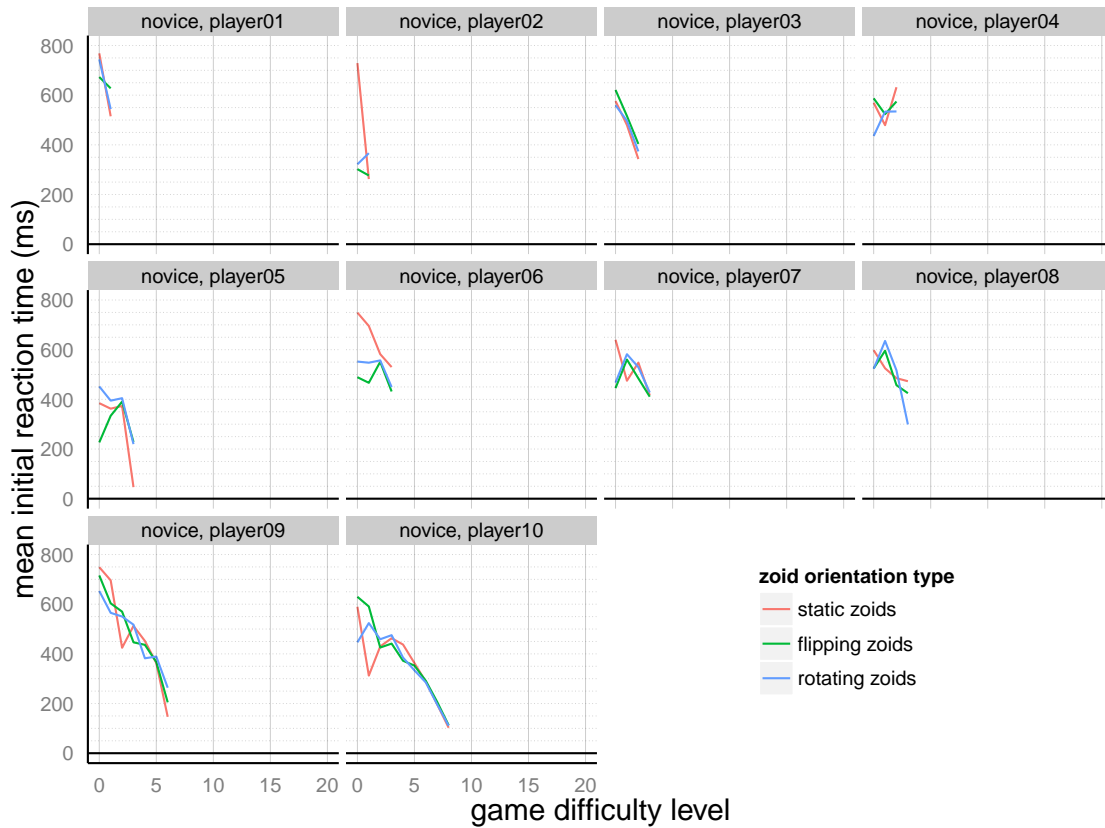 novice, player01 novice, player02 novice, player03 novice, player04
800
600
400
200
0
novice, player05 novice, player06 novice, player07 novice, player08
800
600
400
200
0
novice, player09 novice, player10
800
600
400
200
0
mean initial reaction time (ms)
zoid orientation type
static zoids
flipping zoids
rotating zoids
0 5 10 15 20 0 5 10 15 20
game difficulty level